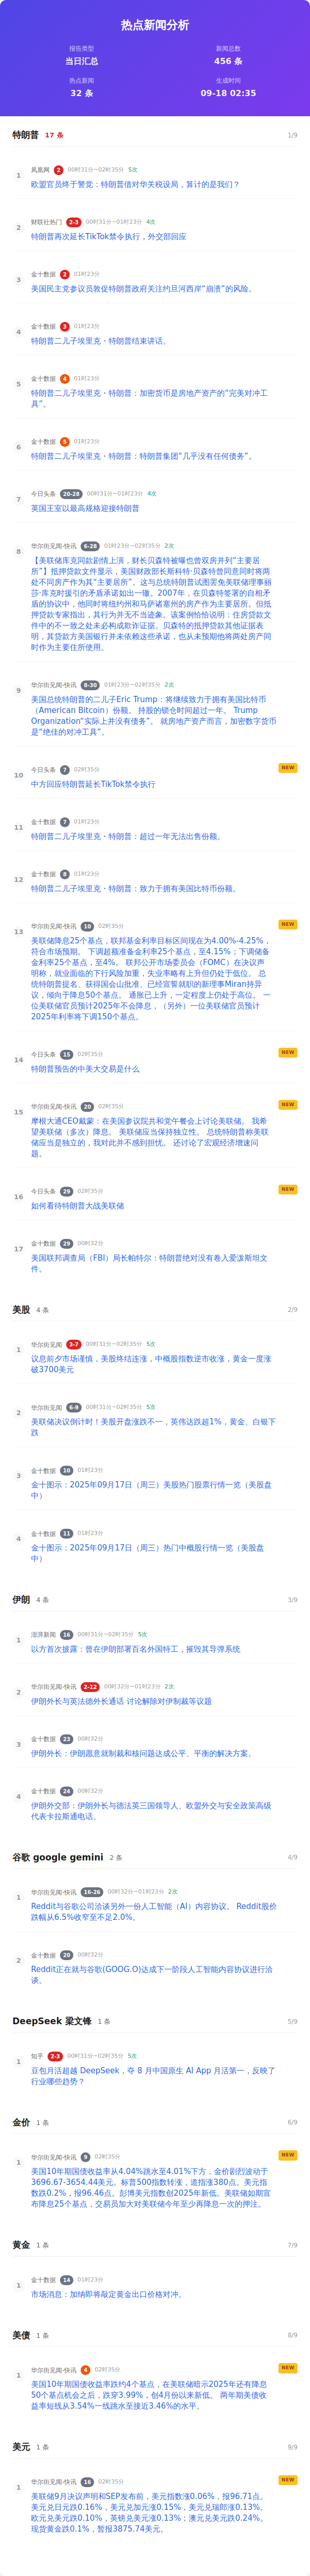 热点新闻分析
报告类型
当日汇总
新闻总数
456 条
热点新闻
32 条
生成时间
09-18 02:35
特朗普 17 条 1/9
1
凤凰网 2 00时31分~02时35分 5次
欧盟官员终于警觉：特朗普借对华关税设局，算计的是我们？
2
财联社热门 2-3 00时31分~01时23分 4次
特朗普再次延长TikTok禁令执行，外交部回应
3
金十数据 2 01时23分
美国民主党参议员敦促特朗普政府关注约旦河西岸“崩溃”的风险。
4
金十数据 3 01时23分
特朗普二儿子埃里克·特朗普结束讲话。
5
金十数据 4 01时23分
特朗普二儿子埃里克·特朗普：加密货币是房地产资产的“完美对冲工
具”。
6
金十数据 5 01时23分
特朗普二儿子埃里克·特朗普：特朗普集团“几乎没有任何债务”。
7
今日头条 20-28 00时31分~01时23分 4次
英国王室以最高规格迎接特朗普
8
华尔街见闻-快讯 6-28 01时23分~02时35分 2次
【美联储库克同款剧情上演，财长贝森特被曝也曾双房并列“主要居
所”】抵押贷款文件显示，美国财政部长斯科特·贝森特曾同意同时将两
处不同房产作为其“主要居所”。这与总统特朗普试图罢免美联储理事丽
莎·库克时援引的矛盾承诺如出一辙。2007年，在贝森特签署的自相矛
盾的协议中，他同时将纽约州和马萨诸塞州的房产作为主要居所。但抵
押贷款专家指出，其行为并无不当迹象。该案例恰恰说明：住房贷款文
件中的不一致之处未必构成欺诈证据。贝森特的抵押贷款其他证据表
明，其贷款方美国银行并未依赖这些承诺，也从未预期他将两处房产同
时作为主要住所使用。
9
华尔街见闻-快讯 8-30 01时23分~02时35分 2次
美国总统特朗普的二儿子Eric Trump：将继续致力于拥有美国比特币
（American Bitcoin）份额。 持股的锁仓时间超过一年。 Trump
Organization“实际上并没有债务”。 就房地产资产而言，加密数字货币
是“绝佳的对冲工具”。
10
今日头条 7 02时35分 NEW
中方回应特朗普延长TikTok禁令执行
11
金十数据 7 01时23分
特朗普二儿子埃里克·特朗普：超过一年无法出售份额。
12
金十数据 8 01时23分
特朗普二儿子埃里克·特朗普：致力于拥有美国比特币份额。
13
华尔街见闻-快讯 10 02时35分 NEW
美联储降息25个基点，联邦基金利率目标区间现在为4.00%-4.25%，
符合市场预期。 下调超额准备金利率25个基点，至4.15%；下调储备
金利率25个基点，至4%。 联邦公开市场委员会（FOMC）在决议声
明称，就业面临的下行风险加重，失业率略有上升但仍处于低位。 总
统特朗普提名、获得国会山批准、已经宣誓就职的新理事Miran持异
议，倾向于降息50个基点。 通胀已上升，一定程度上仍处于高位。 一
位美联储官员预计2025年不会降息，（另外）一位美联储官员预计
2025年利率将下调150个基点。
14
今日头条 15 02时35分 NEW
特朗普预告的中美大交易是什么
15
华尔街见闻-快讯 20 02时35分 NEW
摩根大通CEO戴蒙：在美国参议院共和党午餐会上讨论美联储。 我希
望美联储（多次）降息。 美联储应当保持独立性。 总统特朗普称美联
储应当是独立的，我对此并不感到担忧。 还讨论了宏观经济增速问
题。
16
今日头条 29 02时35分 NEW
如何看待特朗普大战美联储
17
金十数据 29 00时32分
美国联邦调查局（FBI）局长帕特尔：特朗普绝对没有卷入爱泼斯坦文
件。
美股 4 条 2/9
1
华尔街见闻 3-7 00时31分~02时35分 5次
议息前夕市场谨慎，美股终结连涨，中概股指数逆市收涨，黄金一度涨
破3700美元
2
华尔街见闻 6-9 00时31分~02时35分 5次
美联储决议倒计时！美股开盘涨跌不一，英伟达跌超1%，黄金、白银下
跌
3
金十数据 10 01时23分
金十图示：2025年09月17日（周三）美股热门股票行情一览（美股盘
中）
4
金十数据 11 01时23分
金十图示：2025年09月17日（周三）热门中概股行情一览（美股盘
中）
伊朗 4 条 3/9
1
澎湃新闻 16 00时31分~02时35分 5次
以方首次披露：曾在伊朗部署百名外国特工，摧毁其导弹系统
2
华尔街见闻-快讯 2-12 00时32分~01时23分 2次
伊朗外长与英法德外长通话 讨论解除对伊制裁等议题
3
金十数据 23 00时32分
伊朗外长：伊朗愿意就制裁和核问题达成公平、平衡的解决方案。
4
金十数据 24 00时32分
伊朗外交部：伊朗外长与德法英三国领导人、欧盟外交与安全政策高级
代表卡拉斯通电话。
谷歌 google gemini 2 条 4/9
1
华尔街见闻-快讯 16-26 00时32分~01时23分 2次
Reddit与谷歌公司洽谈另外一份人工智能（AI）内容协议。 Reddit股价
跌幅从6.5%收窄至不足2.0%。
2
金十数据 20 00时32分
Reddit正在就与谷歌(GOOG.O)达成下一阶段人工智能内容协议进行洽
谈。
DeepSeek 梁文锋 1 条 5/9
1
知乎 2-3 00时31分~02时35分 5次
豆包月活超越 DeepSeek，夺 8 月中国原生 AI App 月活第一，反映了
行业哪些趋势？
金价 1 条 6/9
1
华尔街见闻-快讯 9 02时35分 NEW
美国10年期国债收益率从4.04%跳水至4.01%下方，金价剧烈波动于
3696.67-3654.44美元。标普500指数转涨，道指涨380点。美元指
数跌0.2%，报96.46点。彭博美元指数创2025年新低。美联储如期宣
布降息25个基点，交易员加大对美联储今年至少再降息一次的押注。
黄金 1 条 7/9
1
金十数据 14 01时23分
市场消息：加纳即将敲定黄金出口价格对冲。
美债 1 条 8/9
1
华尔街见闻-快讯 4 02时35分 NEW
美国10年期国债收益率跌约4个基点，在美联储暗示2025年还有降息
50个基点机会之后，跌穿3.99%，创4月份以来新低。 两年期美债收
益率短线从3.54%一线跳水至接近3.46%的水平。
美元 1 条 9/9
1
华尔街见闻-快讯 16 02时35分 NEW
美联储9月决议声明和SEP发布前，美元指数涨0.06%，报96.71点。
美元兑日元跌0.16%，美元兑加元涨0.15%，美元兑瑞郎涨0.13%。
欧元兑美元跌0.10%，英镑兑美元涨0.13%；澳元兑美元跌0.24%。
现货黄金跌0.1%，暂报3875.74美元。